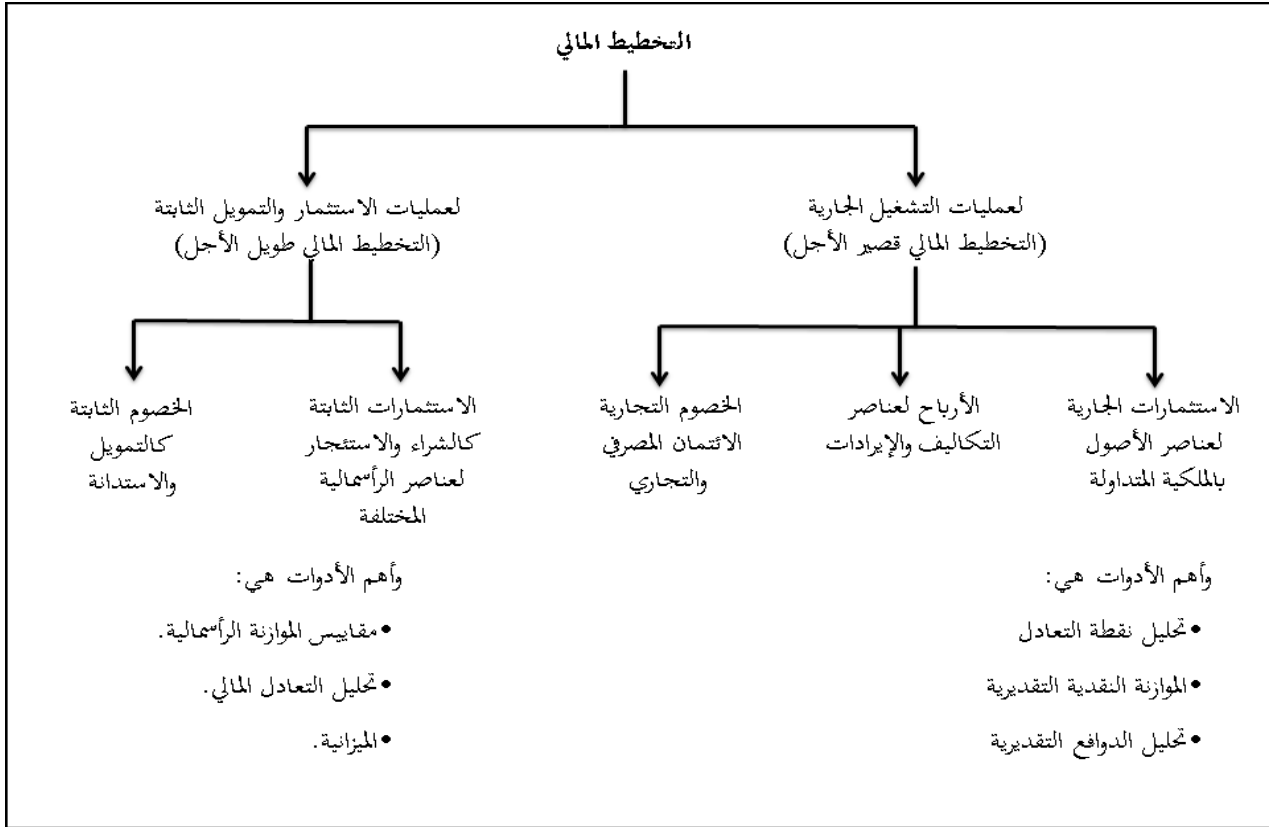 التخطيط المالي
لعمليات التشغيل الجارية
(التخطيط المالي قصير الأجل)
لعمليات الاستثمار والتمويل الثابتة
(التخطيط المالي طويل الأجل)
الاستثمارات الجارية
لعناصر الأصول
بالملكية المتداولة
الأرباح لعناصر
التكاليف والإيرادات
الخصوم التجارية
الائتمان المصرفي
والتجاري
الاستثمارات الثابتة
كالشراء والاستئجار
لعناصر الرأسمالية
المختلفة
الخصوم الثابتة
كالتمويل
والاستدانة
وأهم الأدوات هي:
•تحليل نقطة التعادل
•الموازنة النقدية التقديرية
•تحليل الدوافع التقديرية
وأهم الأدوات هي:
•مقاييس الموازنة الرأسمالية.
•تحليل التعادل المالي.
•الميزانية.